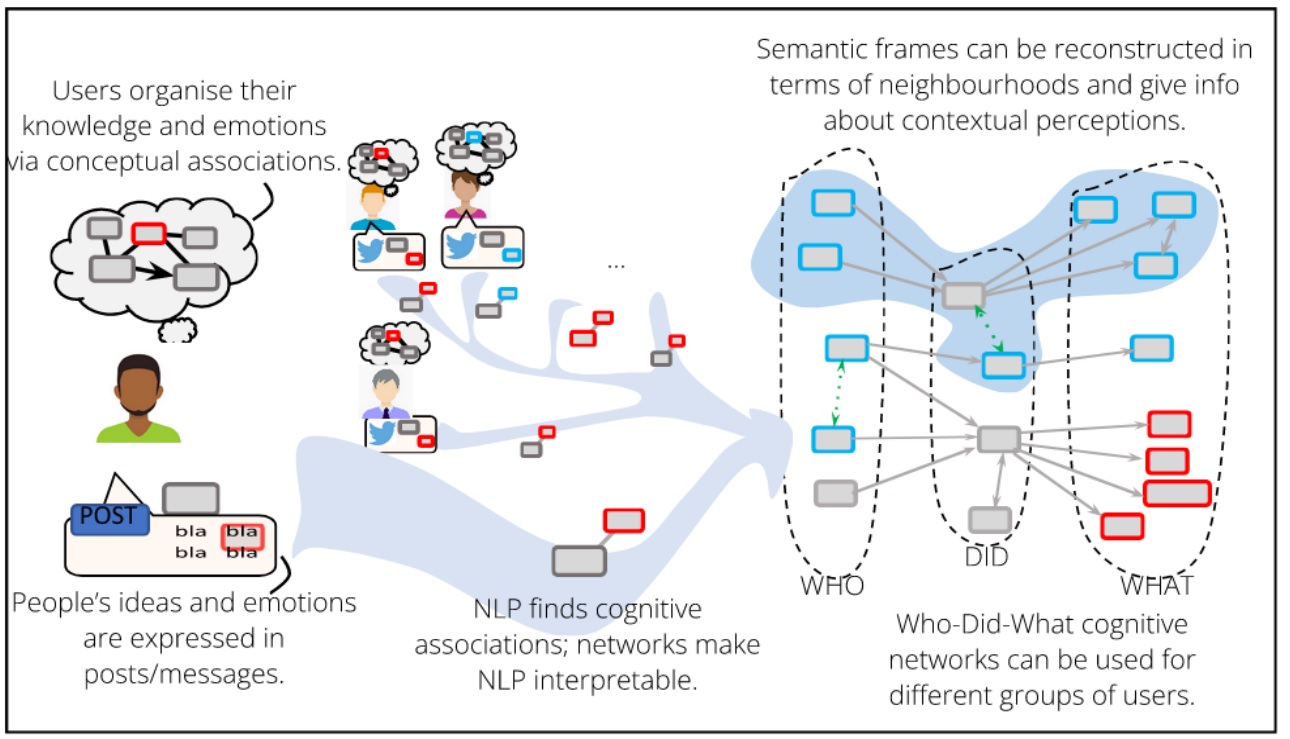 Users organise their
knowledge and emotions
via conceptual associations.
POST
bla bla
bla bla
People's ideas and emotions
are expressed in
posts/messages.
...
NLP finds cognitive
associations; networks make
NLP interpretable.
Semantic frames can be reconstructed in
terms of neighbourhoods and give info
about contextual perceptions.
WHO
DID
WHAT
Who-Did-What cognitive
networks can be used for
different groups of users.